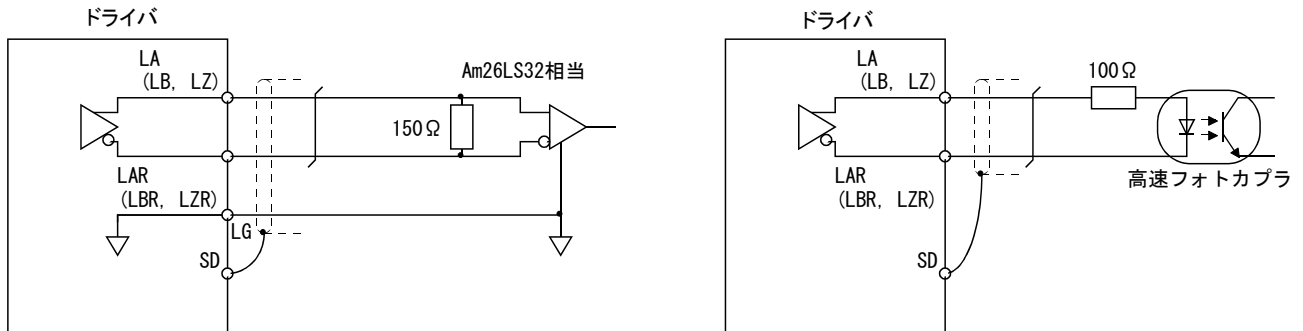 ドライバ
LA
(LB, LZ)
Am26LS32相当
150Ω
LAR
(LBR, LZR)
LG
SD
ドライバ
LA
(LB, LZ)
100Ω
LAR
(LBR, LZR)
高速フォトカプラ
SD